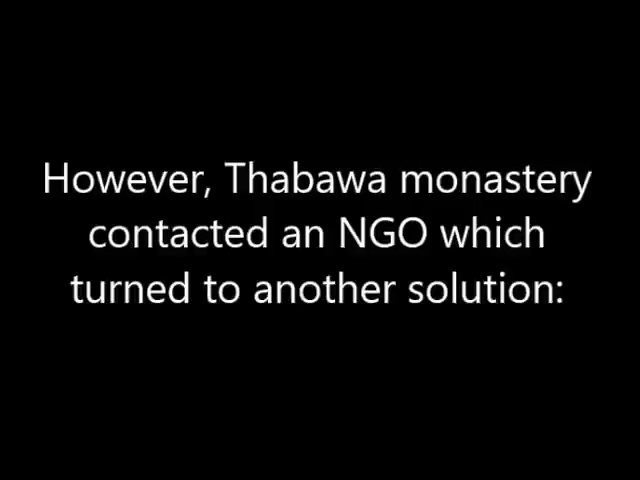 However, Thabawa monastery
contacted an NGO which
turned to another solution: